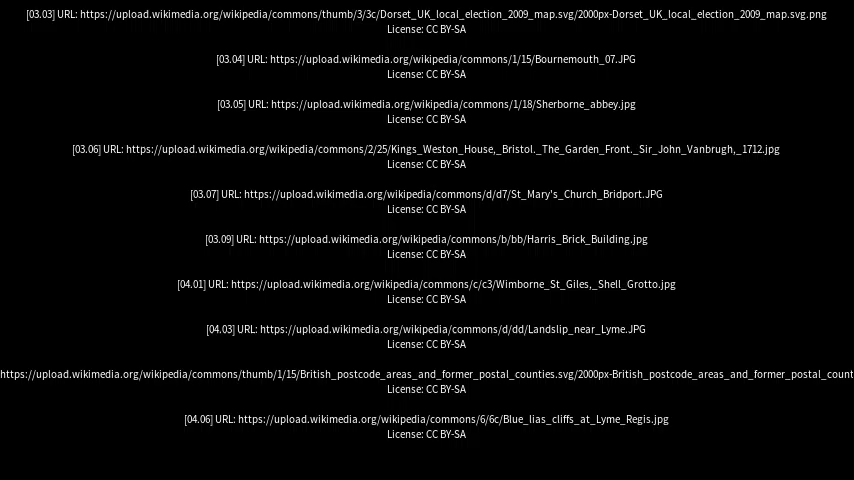 [03.03] URL: https://upload.wikimedia.org/wikipedia/commons/thumb/3/3c/Dorset_UK_local_election_2009_map.svg/2000px-Dorset_UK_local_election_2009_map.svg.png
License: CC BY-SA
[03.04] URL: https://upload.wikimedia.org/wikipedia/commons/1/15/Bournemouth_07.JPG
License: CC BY-SA
[03.05] URL: https://upload.wikimedia.org/wikipedia/commons/1/18/Sherborne_abbey.jpg
License: CC BY-SA
[03.06] URL: https://upload.wikimedia.org/wikipedia/commons/2/25/Kings_Weston_House,_Bristol._The_Garden_Front._Sir_John_Vanbrugh,_1712.jpg
License: CC BY-SA
[03.07] URL: https://upload.wikimedia.org/wikipedia/commons/d/d7/St_Mary's_Church_Bridport.JPG
License: CC BY-SA
[03.09] URL: https://upload.wikimedia.org/wikipedia/commons/b/bb/Harris_Brick_Building.jpg
License: CC BY-SA
[04.01] URL: https://upload.wikimedia.org/wikipedia/commons/c/c3/Wimborne_St_Giles,_Shell_Grotto.jpg
License: CC BY-SA
[04.03] URL: https://upload.wikimedia.org/wikipedia/commons/d/dd/Landslip_near_Lyme.JPG
License: CC BY-SA
https://upload.wikimedia.org/wikipedia/commons/thumb/1/15/British_postcode_areas_and_former_postal_counties.svg/2000px-British_postcode_areas_and_former_postal_count
License: CC BY-SA
[04.06] URL: https://upload.wikimedia.org/wikipedia/commons/6/6c/Blue_lias_cliffs_at_Lyme_Regis.jpg
License: CC BY-SA